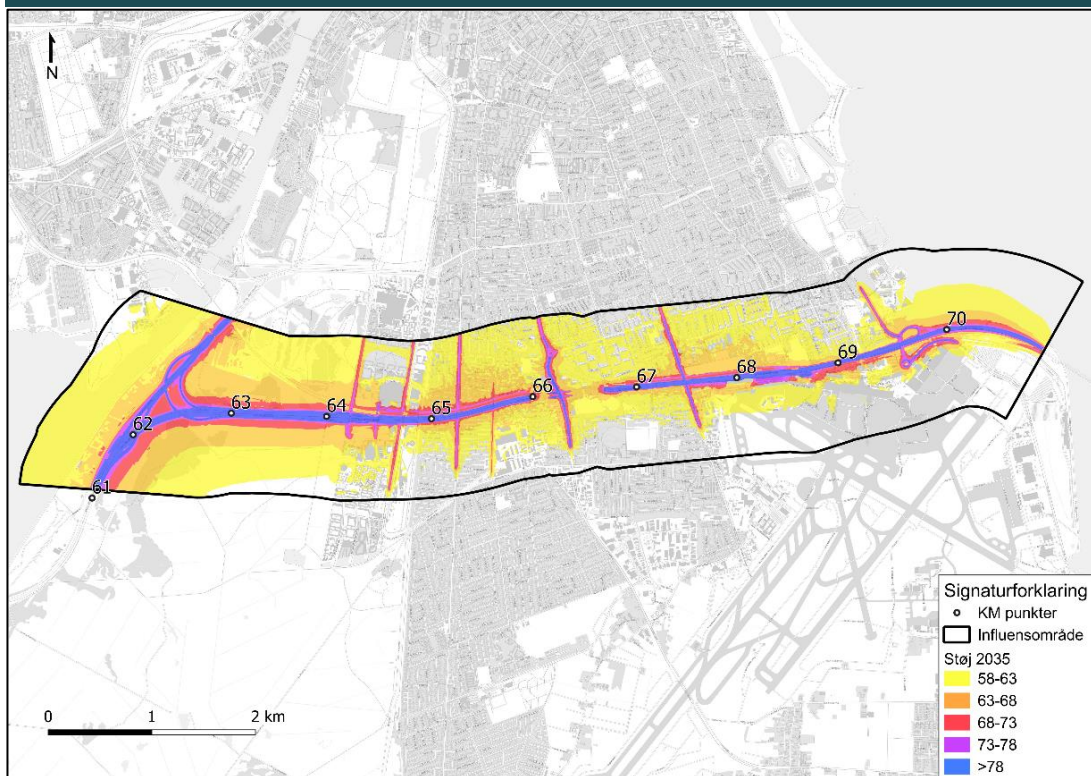 N
61
62
63
64
65
66
67
68
69
70
0 1 2 km
Signaturforklaring
KM punkter
Influensområde
Støj 2035
58-63
63-68
68-73
73-78
>78